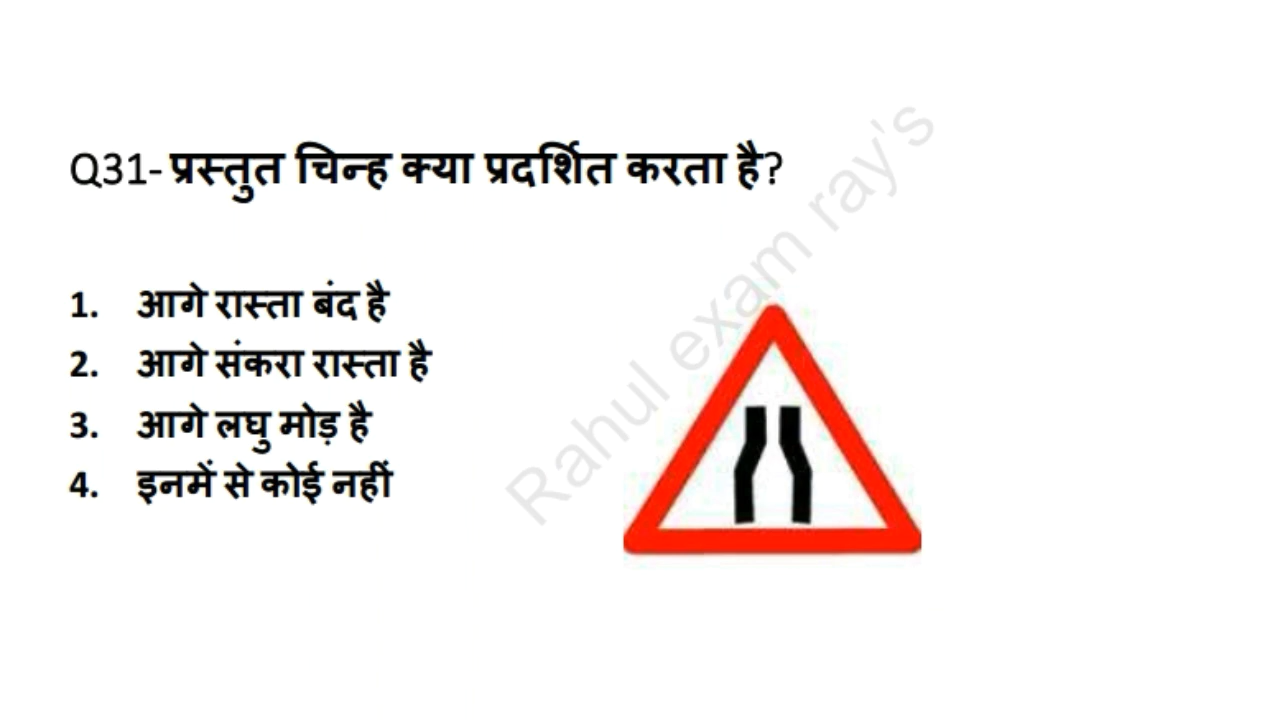 Q31- प्रस्तुत चिन्ह क्या प्रदर्शित करता है?
1. आगे रास्ता बंद है
2. आगे संकरा रास्ता है
3. आगे लघु मोड़ है
4. इनमें से कोई नहीं
Rahul exam ray's